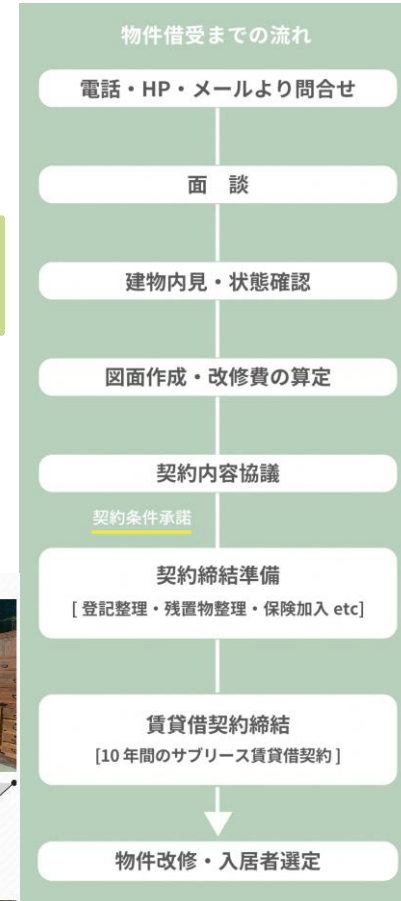 物件借受までの流れ
電話・HP・メールより問合せ
面　談
建物内見・状態確認
図面作成・改修費の算定
契約内容協議
契約条件承諾
契約締結準備
[ 登記整理・残置物整理・保険加入 etc]
賃貸借契約締結
[10 年間のサブリース賃貸借契約 ]
物件改修・入居者選定